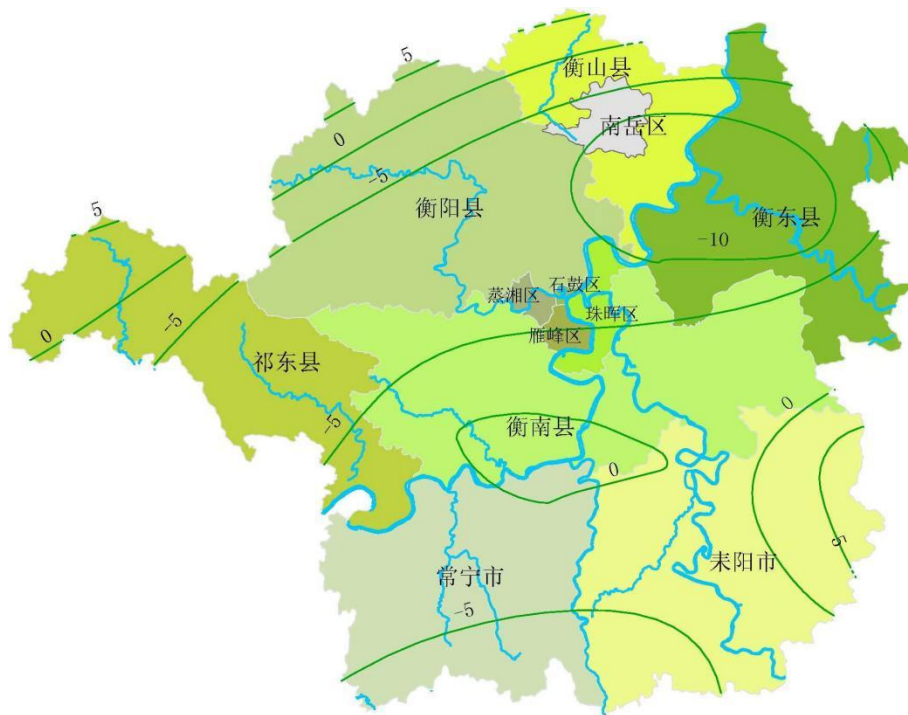 5
衡山县
0
南岳区
-5
衡阳县
5
衡东县
-10
石鼓区
蒸湘区
珠晖区
-5
雁峰区
0
祁东县
-5
0
衡南县
0
5
耒阳市
常宁市
-5